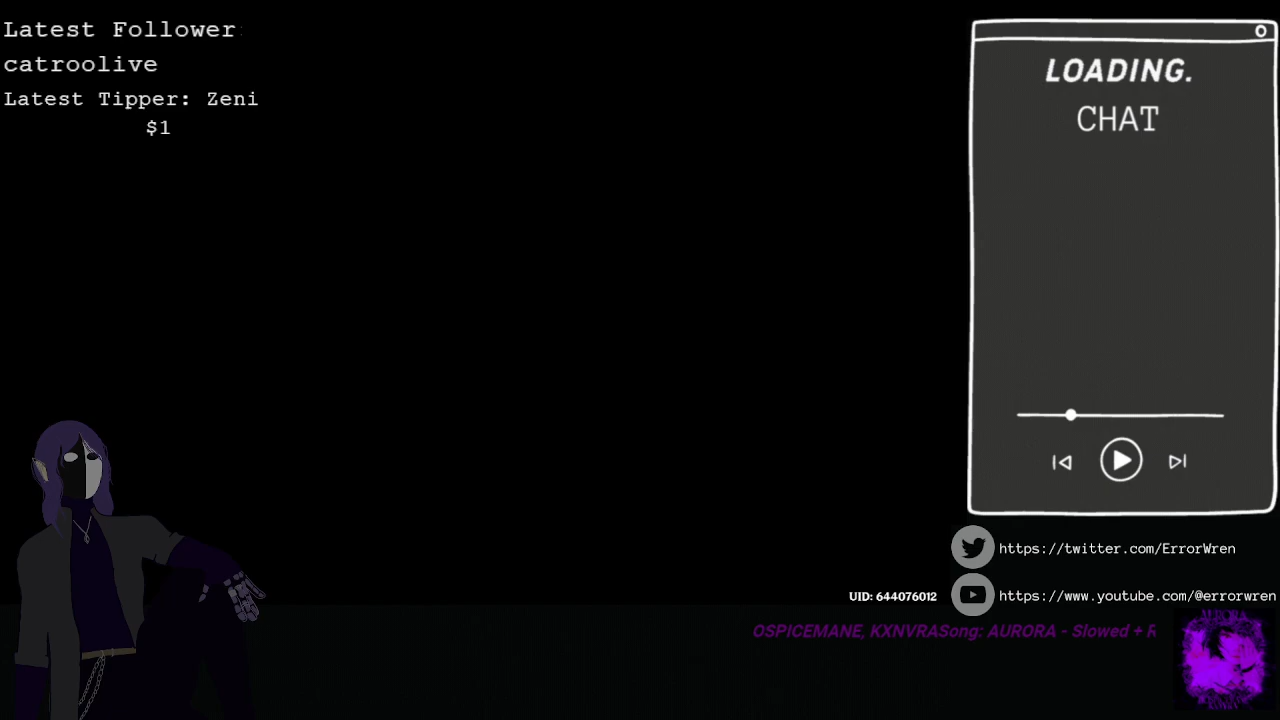 Latest Follower:
catroolive
Latest Tipper: Zeni
$1
LOADING.
CHAT
https://twitter.com/ErrorWren
UID: 644076012
https://www.youtube.com/@errorwren
OSPICEMANE, KXNVRASong: AURORA - Slowed + R
AURORA